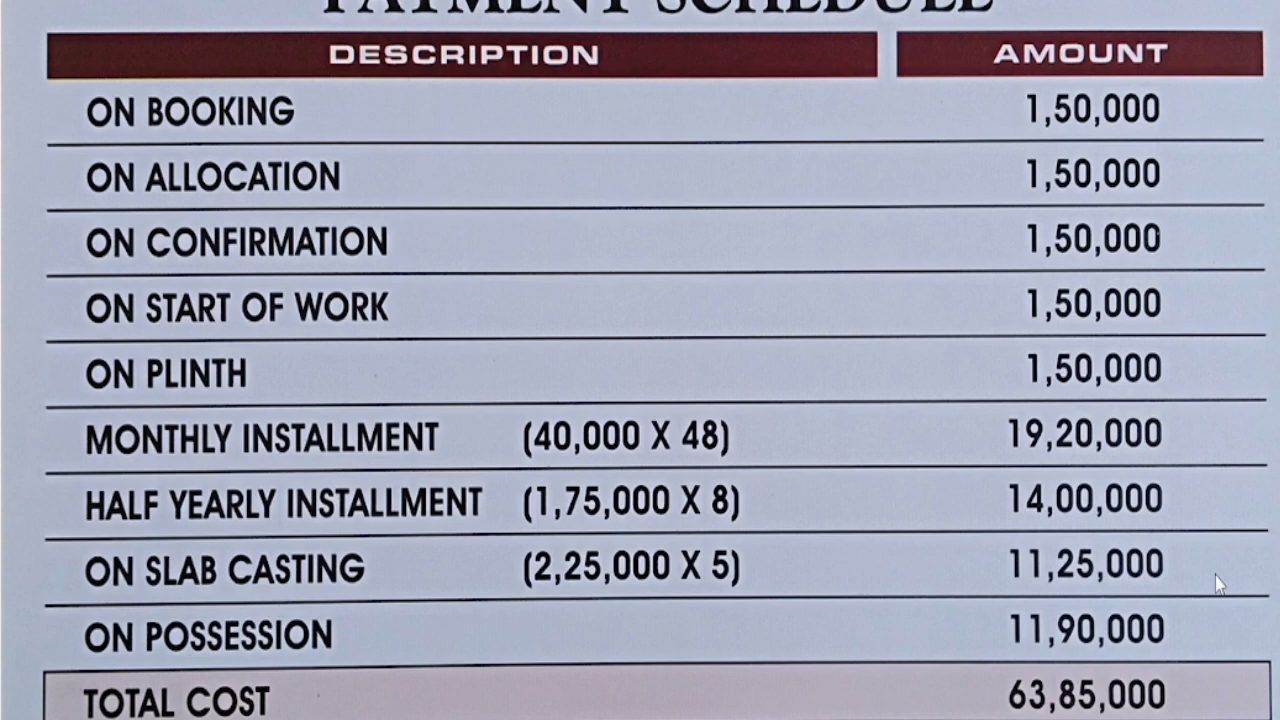 PAYMENT SCHEDULE
DESCRIPTION AMOUNT
ON BOOKING 1,50,000
ON ALLOCATION 1,50,000
ON CONFIRMATION 1,50,000
ON START OF WORK 1,50,000
ON PLINTH 1,50,000
MONTHLY INSTALLMENT (40,000 X 48) 19,20,000
HALF YEARLY INSTALLMENT (1,75,000 X 8) 14,00,000
ON SLAB CASTING (2,25,000 X 5) 11,25,000
ON POSSESSION 11,90,000
TOTAL COST 63,85,000